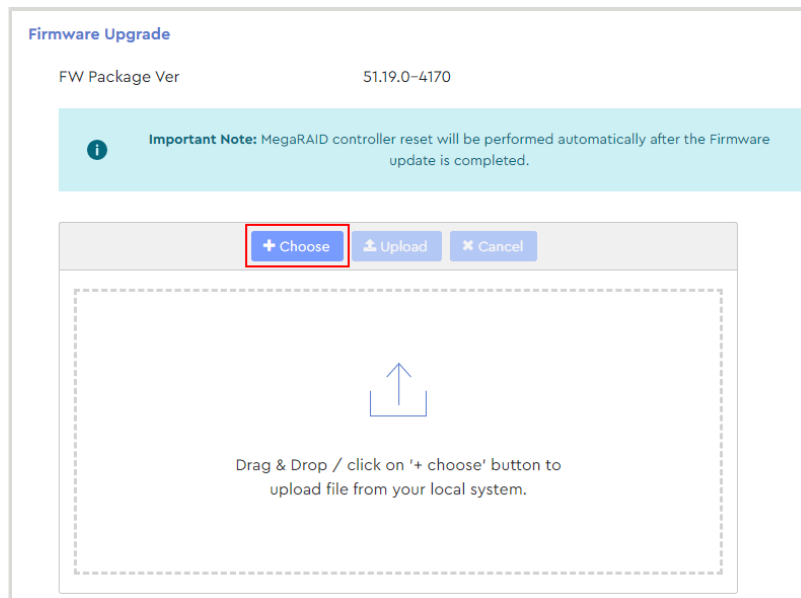 Firmware Upgrade
FW Package Ver 51.19.0-4170
Important Note: MegaRAID controller reset will be performed automatically after the Firmware
update is completed.
+ Choose Upload × Cancel
Drag & Drop / click on '+ choose' button to
upload file from your local system.